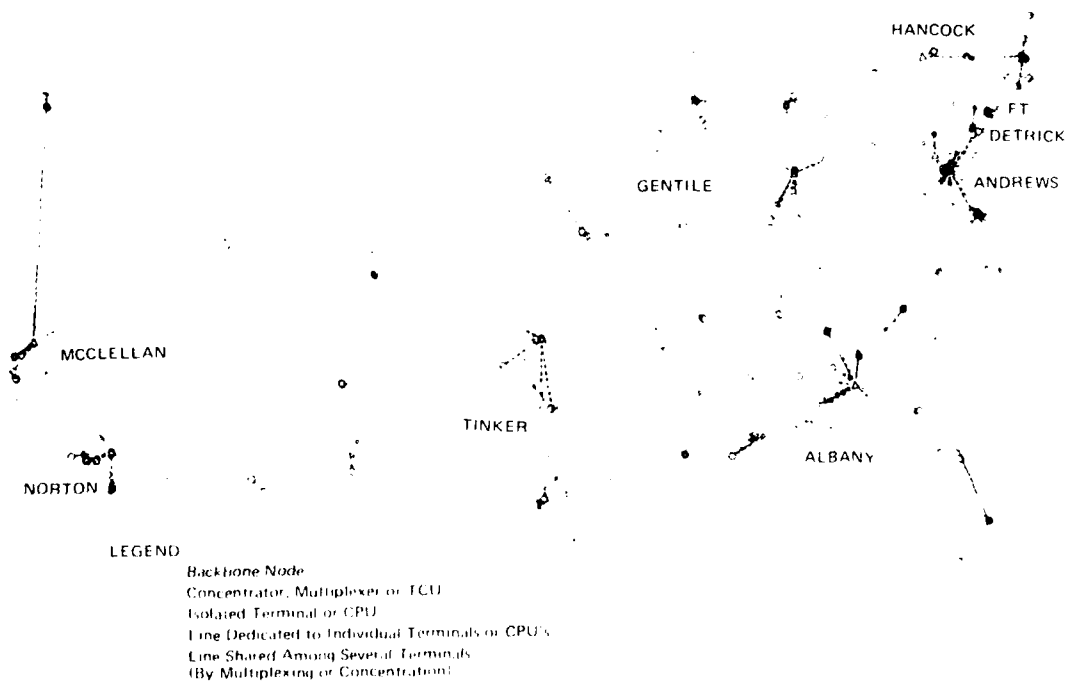 HANCOCK
FT
DETRICK
GENTILE
ANDREWS
MCCLELLAN
TINKER
ALBANY
NORTON
LEGEND
Backbone Node
Concentrator, Multiplexer or TCU
Isolated Terminal or CPU
Line Dedicated to Individual Terminals or CPU's
Line Shared Among Several Terminals
(By Multiplexing or Concentration)